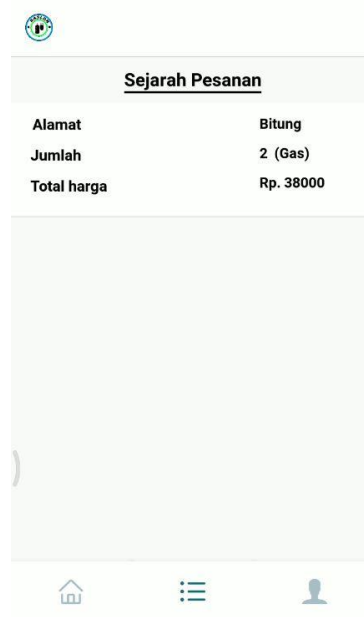 Sejarah Pesanan
Alamat Bitung
Jumlah 2 (Gas)
Total harga Rp. 38000